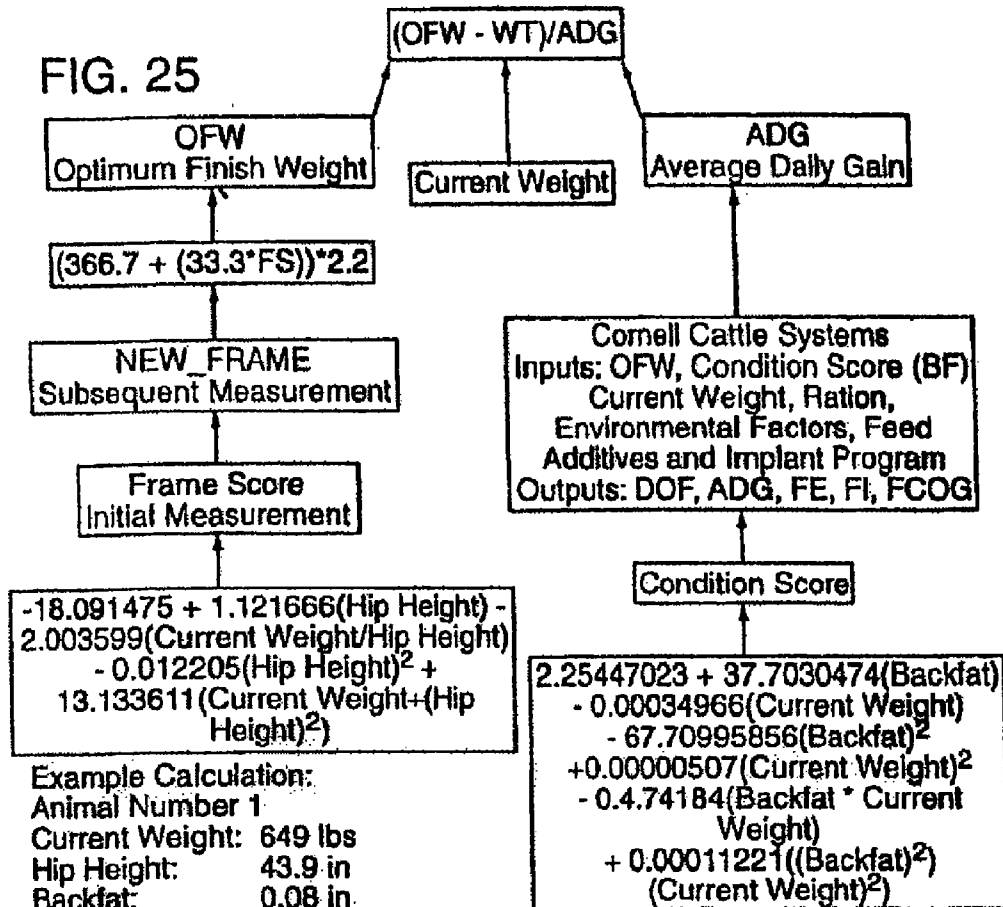 (OFW - WT)/ADG
FIG. 25
OFW
Optimum Finish Weight
Current Weight
ADG
Average Daily Gain
(366.7 + (33.3*FS))*2.2
NEW_FRAME
Subsequent Measurement
Frame Score
Initial Measurement
-18.091475 + 1.121666(Hip Height) -
2.003599(Current Weight/Hip Height)
- 0.012205(Hip Height)²  +
13.133611(Current Weight÷(Hip
Height)²)
Example Calculation:
Animal Number 1
Current Weight: 649 lbs
Hip Height: 43.9 in
Backfat: 0.08 in
Cornell Cattle Systems
Inputs: OFW, Condition Score (BF)
Current Weight, Ration,
Environmental Factors, Feed
Additives and Implant Program
Outputs: DOF, ADG, FE, FI, FCOG
Condition Score
2.25447023 + 37.7030474(Backfat)
- 0.00034966(Current Weight)
- 67.70995856(Backfat)²
+0.00000507(Current Weight)²
- 0.4.74184(Backfat * Current
Weight)
+ 0.00011221((Backfat)²)
(Current Weight)²)